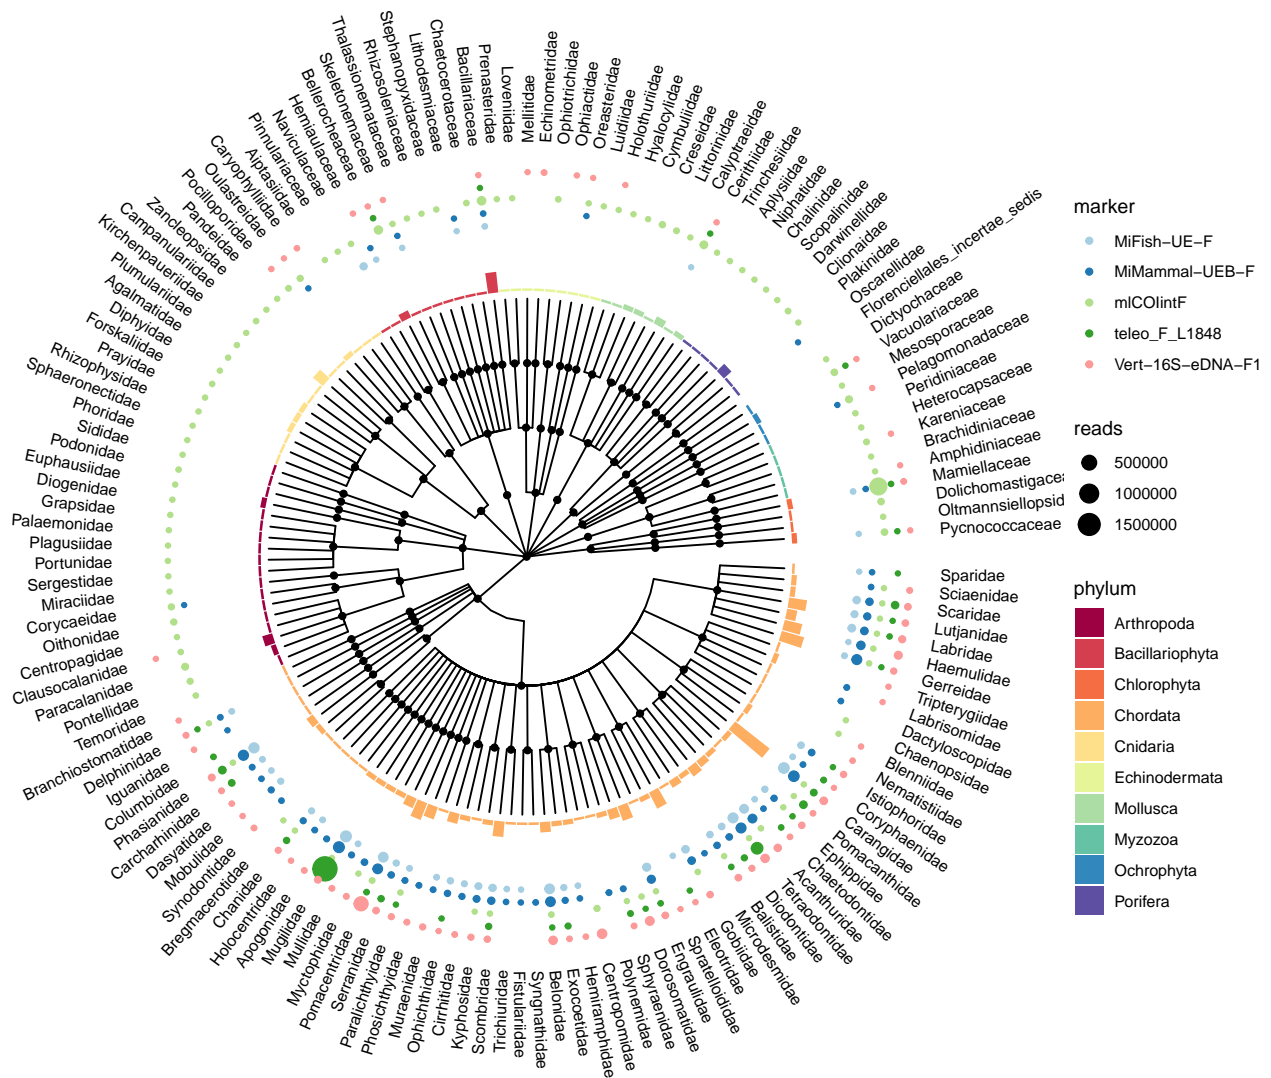 Thalassionemataceae
Skeletonemaceae
Rhizosoleniaceae
Stephanopyxidaceae
Lithodesmiaceae
Chaetocerotaceae
Bacillariaceae
Prenasteridae
Loveniidae
Mellitidae
Echinometridae
Ophiotrichidae
Ophiactidae
Oreasteridae
Luidiidae
Holothuriidae
Hyalocylidae
Cymbuliidae
Creseidae
Littorinidae
Calyptraeidae
Cerithiidae
Trinchesiidae
Aplysiidae
Niphatidae
Chalinidae
Scopalinidae
Darwinellidae
Clionaidae
Plakinidae
Oscarellidae
Florenciellales_incertae_sedis
Dictyochaceae
Vacuolariaceae
Mesosporaceae
Pelagomonadaceae
Peridiniaceae
Heterocapsaceae
Kareniaceae
Brachidiniaceae
Amphidiniaceae
Mamiellaceae
Dolichomastigacea
Oltmannsiellopsid
Pycnococcaceae
Sparidae
Sciaenidae
Scaridae
Lutjanidae
Labridae
Haemulidae
Gerreidae
Tripterygiidae
Labrisomidae
Dactyloscopidae
Chaenopsidae
Blenniidae
Nematistiidae
Istiophoridae
Coryphaenidae
Carangidae
Pomacanthidae
Ephippidae
Chaetodontidae
Acanthuridae
Tetraodontidae
Diodontidae
Balistidae
Microdesmidae
Gobiidae
Eleotridae
Spratelloididae
Engraulidae
Dorosomatidae
Sphyraenidae
Polynemidae
Centropomidae
Hemiramphidae
Exocoetidae
Belonidae
Syngnathidae
Fistulariidae
Trichiuridae
Scombridae
Kyphosidae
Cirrhitidae
Ophichthidae
Muraenidae
Phosichthyidae
Paralichthyidae
Serranidae
Pomacentridae
Myctophidae
Mullidae
Mugilidae
Apogonidae
Holocentridae
Chanidae
Bregmacerotidae
Synodontidae
Mobulidae
Dasyatidae
Carcharhinidae
Phasianidae
Columbidae
Iguanidae
Delphinidae
Branchiostomatidae
Temoridae
Pontellidae
Paracalanidae
Clausocalanidae
Centropagidae
Oithonidae
Corycaeidae
Miraciidae
Sergestidae
Portunidae
Plagusiidae
Palaemonidae
Grapsidae
Diogenidae
Euphausiidae
Podonidae
Sididae
Phoridae
Sphaeronectidae
Rhizophysidae
Prayidae
Forskaliidae
Diphyidae
Agalmatidae
Plumulariidae
Kirchenpaueriidae
Campanulariidae
Zancleopsidae
Pandeidae
Pocilloporidae
Oulastreidae
Caryophylliidae
Aiptasiidae
Pinnulariaceae
Naviculaceae
Hemiaulaceae
Bellerocheaceae
marker
MiFish−UE−F
MiMammal−UEB−F
mlCOIintF
teleo_F_L1848
Vert−16S−eDNA−F1
reads
500000
1000000
1500000
phylum
Arthropoda
Bacillariophyta
Chlorophyta
Chordata
Cnidaria
Echinodermata
Mollusca
Myzozoa
Ochrophyta
Porifera